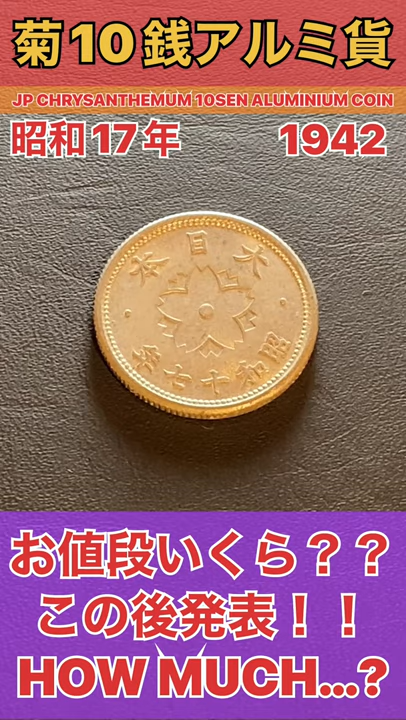 菊10銭アルミ貨
JP CHRYSANTHEMUM 10SEN ALUMINIUM COIN
昭和17年 1942
本日大
年七十和昭
お値段いくら？？
この後発表！！
HOW MUCH...?